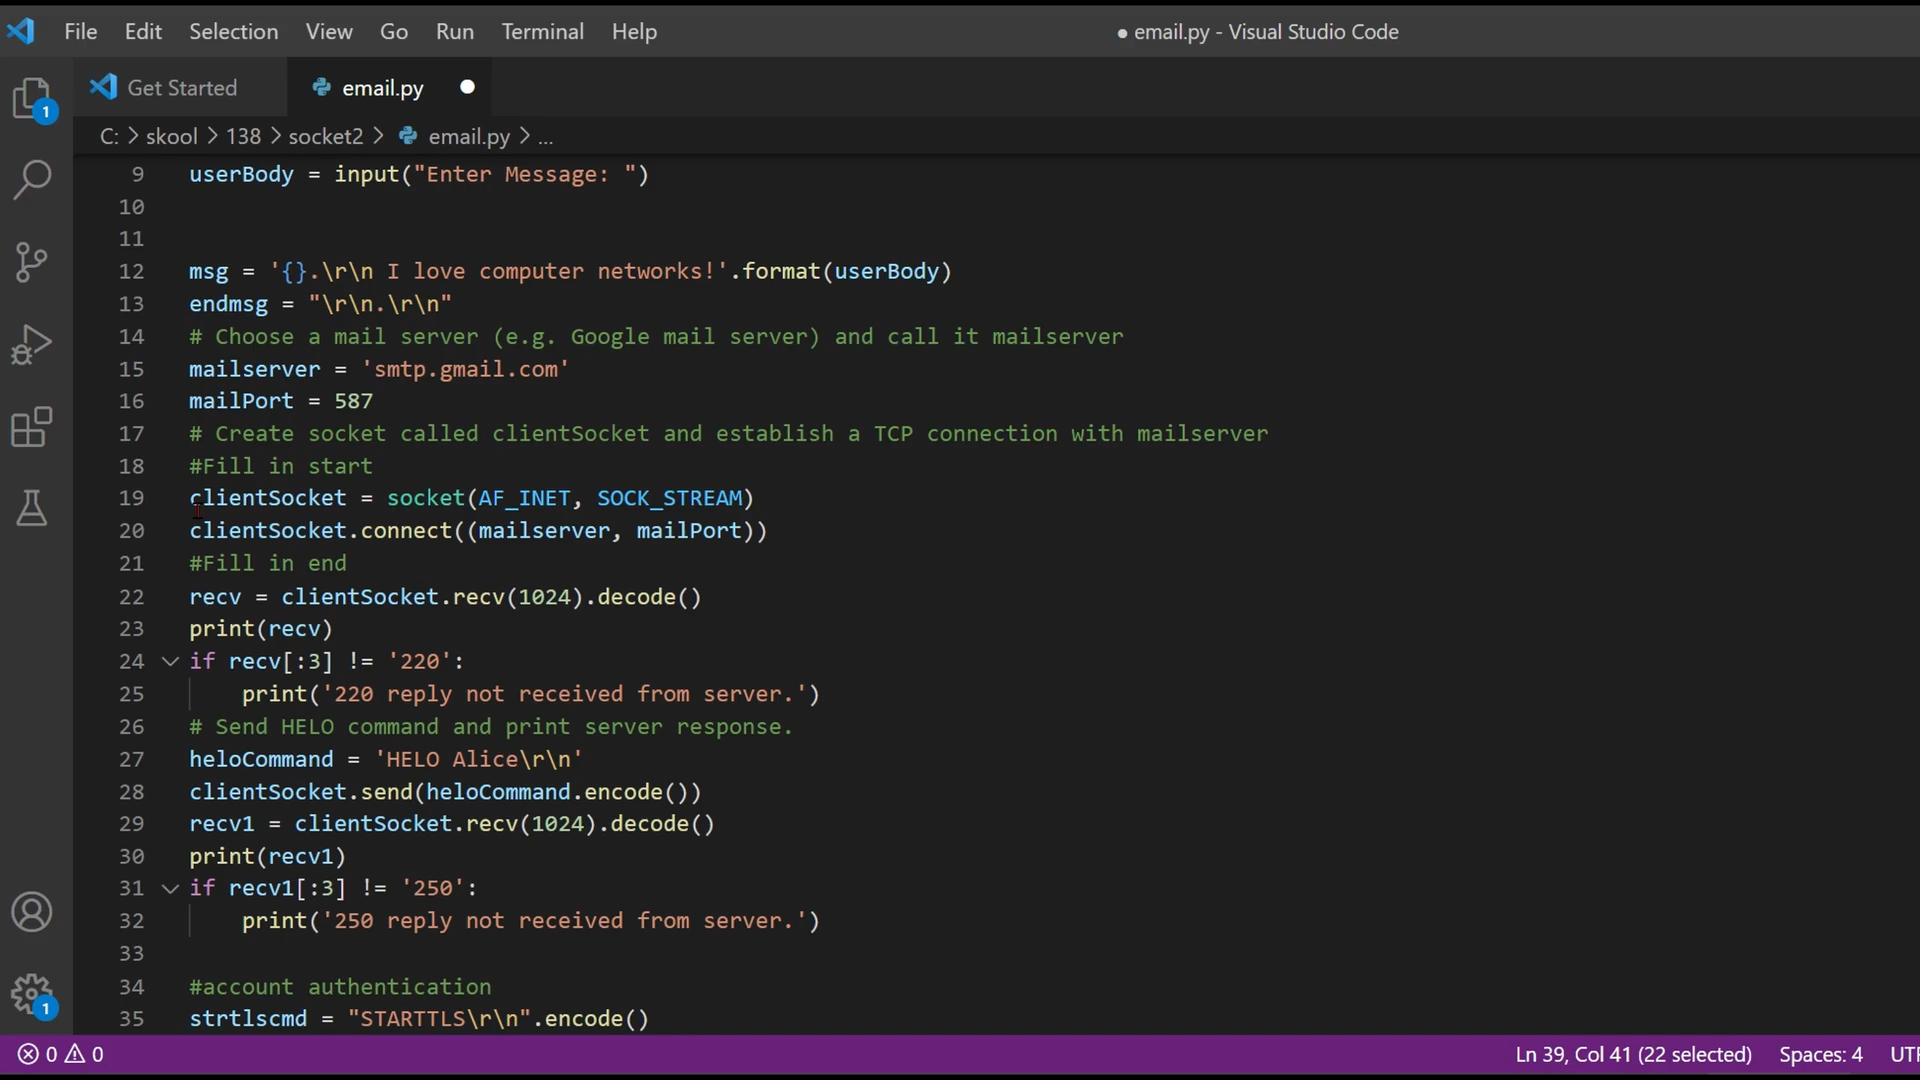 File Edit Selection View Go Run Terminal Help ● email.py - Visual Studio Code
Get Started email.py
C: > skool > 138 > socket2 > email.py > ...
1
9 userBody = input("Enter Message: ")
10
11
12 msg = '{}.\r\n I love computer networks!'.format(userBody)
13 endmsg = "\r\n.\r\n"
14 # Choose a mail server (e.g. Google mail server) and call it mailserver
15 mailserver = 'smtp.gmail.com'
16 mailPort = 587
17 # Create socket called clientSocket and establish a TCP connection with mailserver
18 #Fill in start
19 clientSocket = socket(AF_INET, SOCK_STREAM)
20 clientSocket.connect((mailserver, mailPort))
21 #Fill in end
22 recv = clientSocket.recv(1024).decode()
23 print(recv)
24 if recv[:3] != '220':
25     print('220 reply not received from server.')
26 # Send HELO command and print server response.
27 heloCommand = 'HELO Alice\r\n'
28 clientSocket.send(heloCommand.encode())
29 recv1 = clientSocket.recv(1024).decode()
30 print(recv1)
31 if recv1[:3] != '250':
32     print('250 reply not received from server.')
33
34 #account authentication
35 strtlscmd = "STARTTLS\r\n".encode()
1
0 0 Ln 39, Col 41 (22 selected) Spaces: 4 UTF